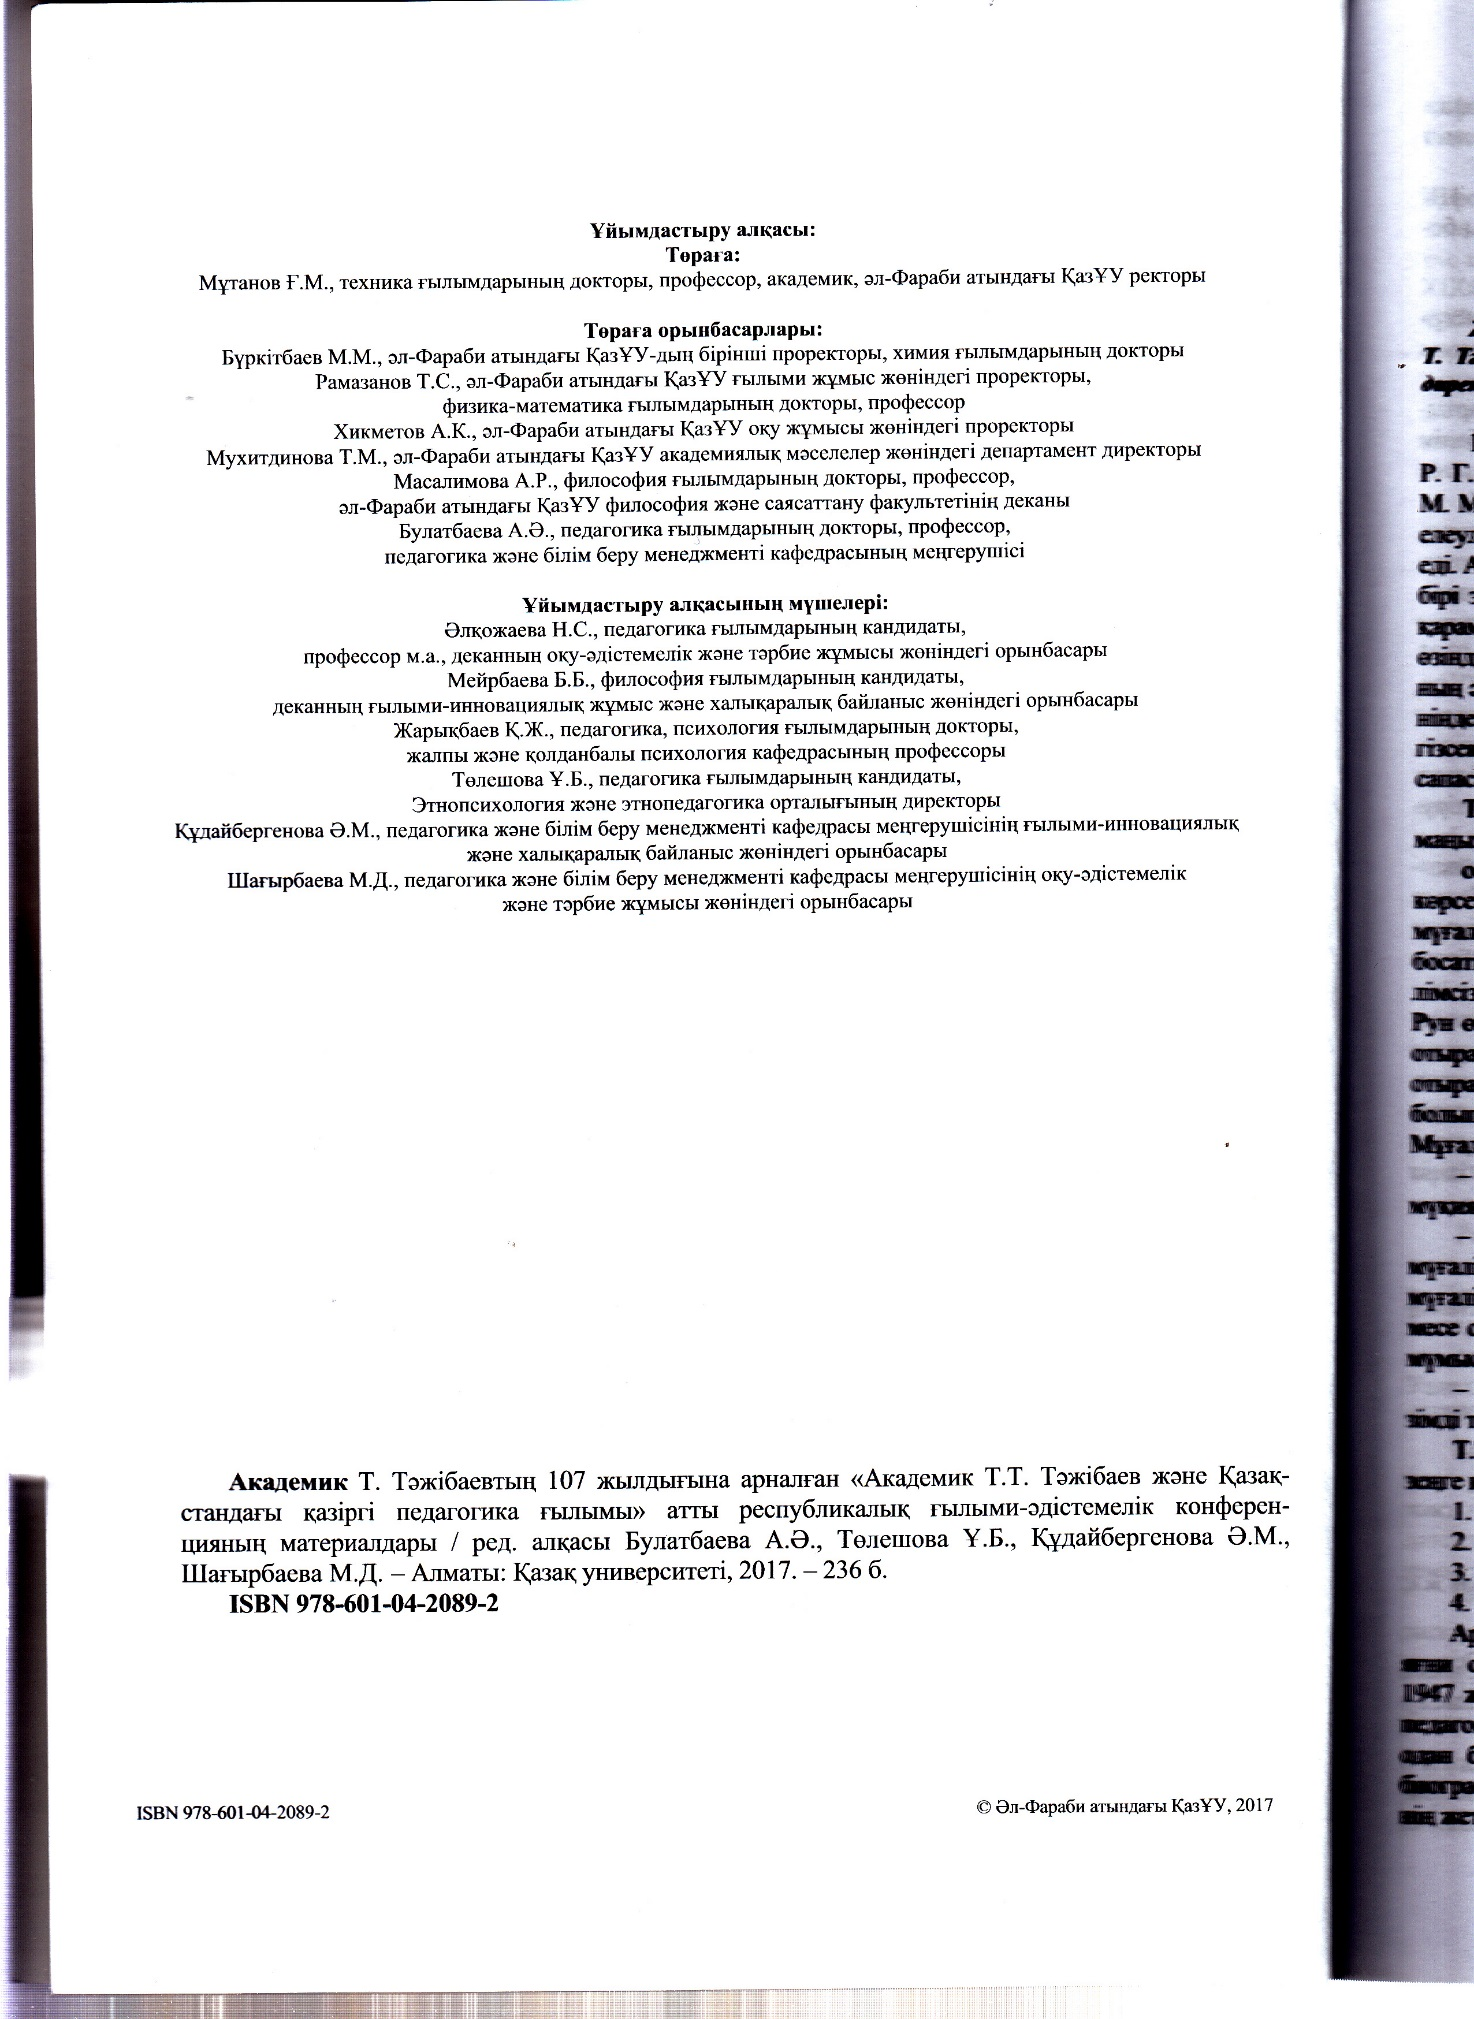 Ұйымдастыру алқасы:
Төраға:
Мұтанов Ғ.М., техника ғылымдарының докторы, профессор, академик, әл-Фараби атындағы ҚазҰУ ректоры
Төраға орынбасарлары:
Бүркітбаев М.М., әл-Фараби атындағы ҚазҰУ-дың бірінші проректоры, химия ғылымдарының докторы
Рамазанов Т.С., әл-Фараби атындағы ҚазҰУ ғылыми жұмыс жөніндегі проректоры,
физика-математика ғылымдарының докторы, профессор
Хикметов А.К., әл-Фараби атындағы ҚазҰУ оқу жұмысы жөніндегі проректоры
Мухитдинова Т.М., әл-Фараби атындағы ҚазҰУ академиялық мәселелер жөніндегі департамент директоры
Масалимова А.Р., философия ғылымдарының докторы, профессор,
әл-Фараби атындағы ҚазҰУ философия және саясаттану факультетінің деканы
Булатбаева А.Ә., педагогика ғылымдарының докторы, профессор,
педагогика және білім беру менеджменті кафедрасының меңгерушісі
Ұйымдастыру алқасының мүшелері:
Әлқожаева Н.С., педагогика ғылымдарының кандидаты,
профессор м.а., деканның оқу-әдістемелік және тәрбие жұмысы жөніндегі орынбасары
Мейрбаева Б.Б., философия ғылымдарының кандидаты,
деканның ғылыми-инновациялық жұмыс және халықаралық байланыс жөніндегі орынбасары
Жарықбаев Қ.Ж., педагогика, психология ғылымдарының докторы,
жалпы және қолданбалы психология кафедрасының профессоры
Төлешова Ұ.Б., педагогика ғылымдарының кандидаты,
Этнопсихология және этнопедагогика орталығының директоры
Құдайбергенова Ә.М., педагогика және білім беру менеджменті кафедрасы меңгерушісінің ғылыми-инновациялық
және халықаралық байланыс жөніндегі орынбасары
Шағырбаева М.Д., педагогика және білім беру менеджменті кафедрасы меңгерушісінің оқу-әдістемелік
және тәрбие жұмысы жөніндегі орынбасары
Академик Т. Тәжібаевтың 107 жылдығына арналған «Академик Т.Т. Тәжібаев және Қазақ-
стандағы қазіргі педагогика ғылымы» атты республикалық ғылыми-әдістемелік конферен-
цияның материалдары / ред. алқасы Булатбаева А.Ә., Төлешова Ұ.Б., Құдайбергенова Ә.М.,
Шағырбаева М.Д. – Алматы: Қазақ университеті, 2017. – 236 б.
ISBN 978-601-04-2089-2
ISBN 978-601-04-2089-2
© Әл-Фараби атындағы ҚазҰУ, 2017